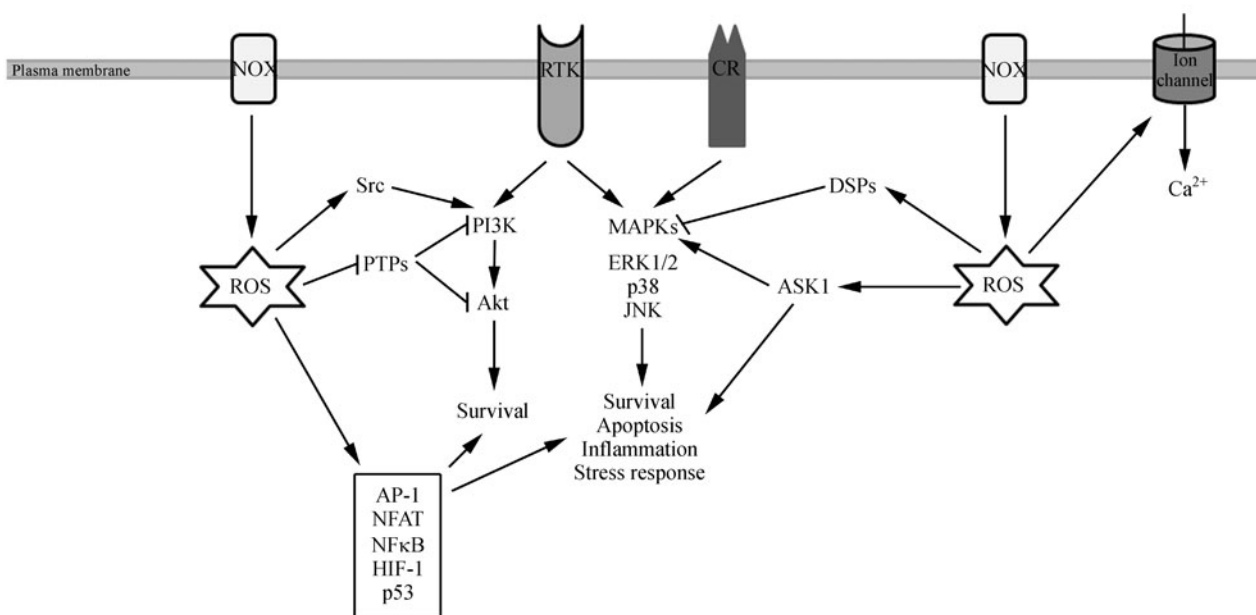 NOX
RTK
CR
NOX
Ion
channel
Plasma membrane
Src
DSPs
Ca²⁺
PI3K
MAPKs
PTPs
ROS
ERK1/2
p38
JNK
ASK1
ROS
Akt
Survival
Survival
Apoptosis
Inflammation
Stress response
AP-1
NFAT
NFκB
HIF-1
p53